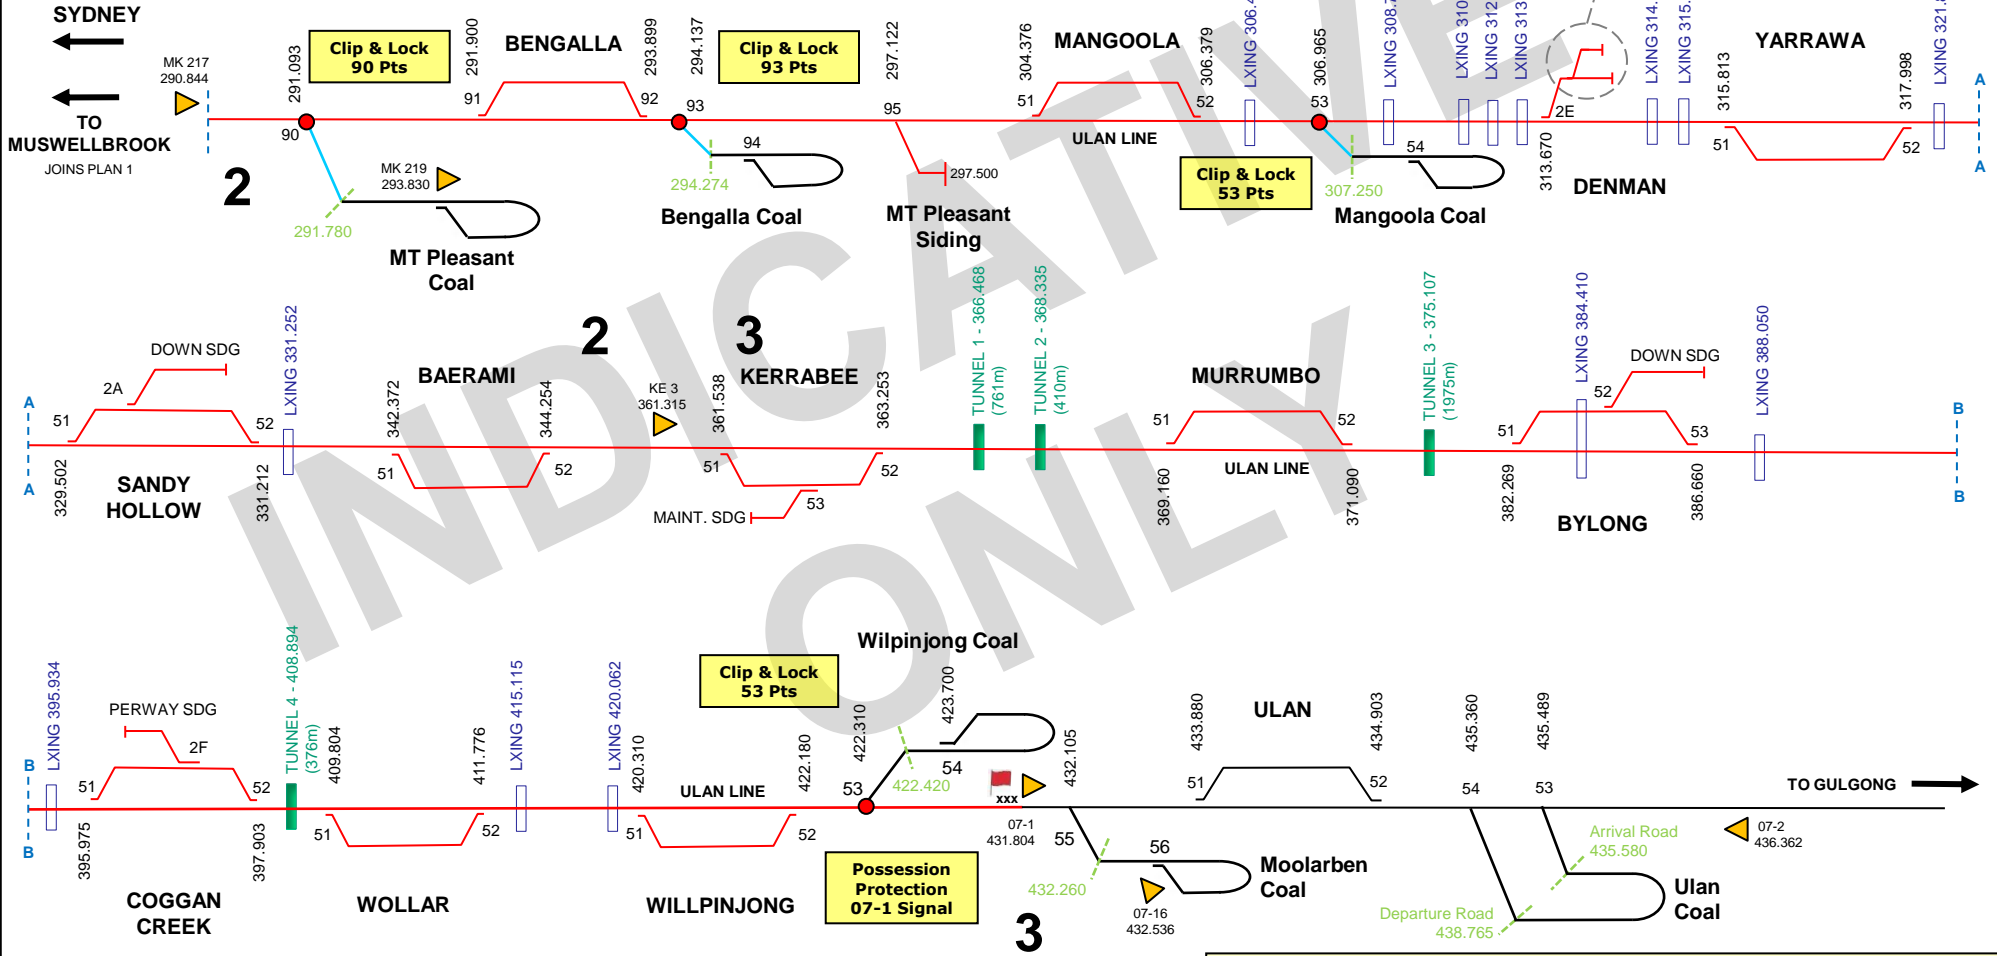 SYDNEY
TO
MUSWELLBROOK
JOINS PLAN 1
MK 217
290.844
291.093
90
Clip & Lock
90 Pts
2
291.780
MK 219
293.830
MT Pleasant
Coal
291.900
BENGALLA
293.899
91
92
294.137
93
Clip & Lock
93 Pts
94
294.274
Bengalla Coal
297.122
95
297.500
MT Pleasant
Siding
304.376
MANGOOLA
306.379
51
52
ULAN LINE
306.965
53
Clip & Lock
53 Pts
54
307.250
Mangoola Coal
LXING 310
LXING 312
LXING 313
2E
313.670
DENMAN
LXING 314.
LXING 315.
315.813
YARRAWA
317.998
51
52
A
A
A
A
DOWN SDG
2A
51
52
329.502
SANDY
HOLLOW
331.212
LXING 331.252
342.372
BAERAMI
344.254
51
52
2
3
KE 3
361.315
361.538
KERRABEE
363.253
51
52
53
MAINT. SDG
TUNNEL 1 - 366.468
(761m)
TUNNEL 2 - 368.335
(410m)
MURRUMBO
51
52
ULAN LINE
369.160
371.090
TUNNEL 3 - 375.107
(1975m)
LXING 384.410
DOWN SDG
52
51
53
382.269
BYLONG
386.660
LXING 388.050
B
B
B
B
LXING 395.934
PERWAY SDG
2F
51
52
395.975
COGGAN
CREEK
397.903
TUNNEL 4 - 408.894
(376m)
409.804
411.776
51
52
WOLLAR
LXING 415.115
LXING 420.062
420.310
ULAN LINE
422.180
51
52
WILLPINJONG
Clip & Lock
53 Pts
Wilpinjong Coal
422.310
53
423.700
54
422.420
xxx
07-1
431.804
Possession
Protection
07-1 Signal
3
432.105
55
56
432.260
07-16
432.536
Moolarben
Coal
433.880
ULAN
434.903
51
52
435.360
435.489
54
53
TO GULGONG
07-2
436.362
Arrival Road
435.580
Departure Road
438.765
Ulan
Coal
INDICATIVE
ONLY